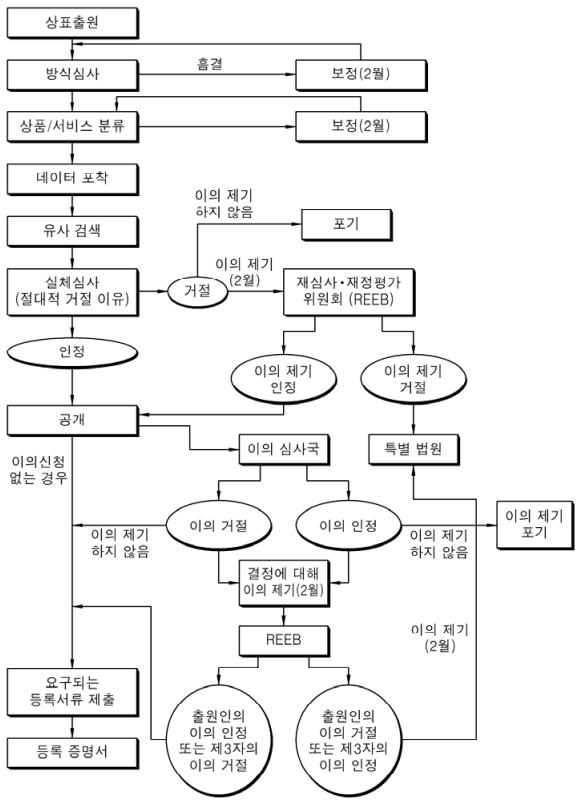 상표출원
방식심사
흠결
보정(2월)
상품/서비스 분류
보정(2월)
데이터 포착
유사 검색
이의 제기
하지 않음
포기
실체심사
(절대적 거절 이유)
거절
이의 제기
(2월)
재심사·재정평가
위원회 (REEB)
인정
이의 제기
인정
이의 제기
거절
공개
이의신청
없는 경우
이의 심사국
특별 법원
이의 거절
이의 인정
이의 제기
하지 않음
이의 제기
하지 않음
이의 제기
포기
결정에 대해
이의 제기(2월)
REEB
이의 제기
(2월)
요구되는
등록서류 제출
출원인의
이의 인정
또는 제3자의
이의 거절
출원인의
이의 거절
또는 제3자의
이의 인정
등록 증명서